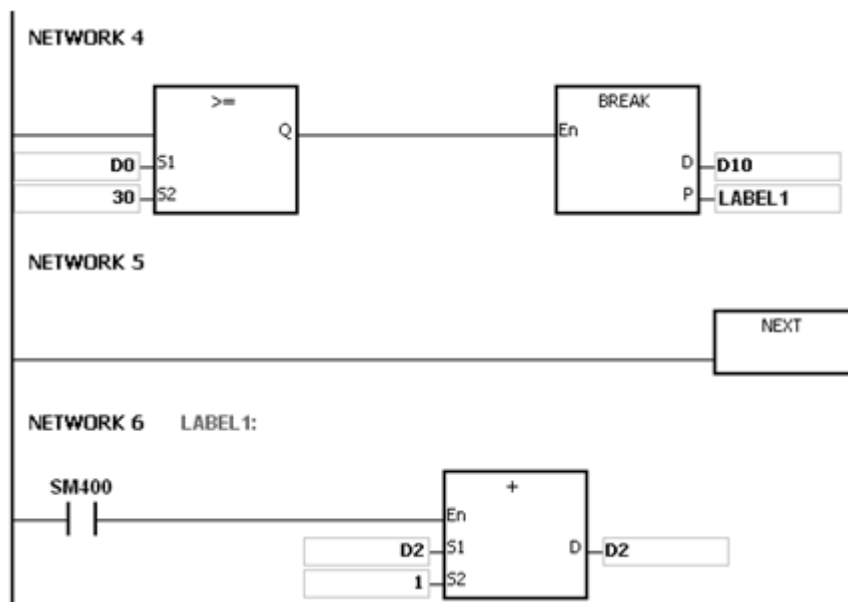 NETWORK 4
>=
BREAK
Q
En
D0 S1
D D10
30 S2
P LABEL1
NETWORK 5
NEXT
NETWORK 6 LABEL1:
SM400
+
En
D2 S1
D D2
1 S2